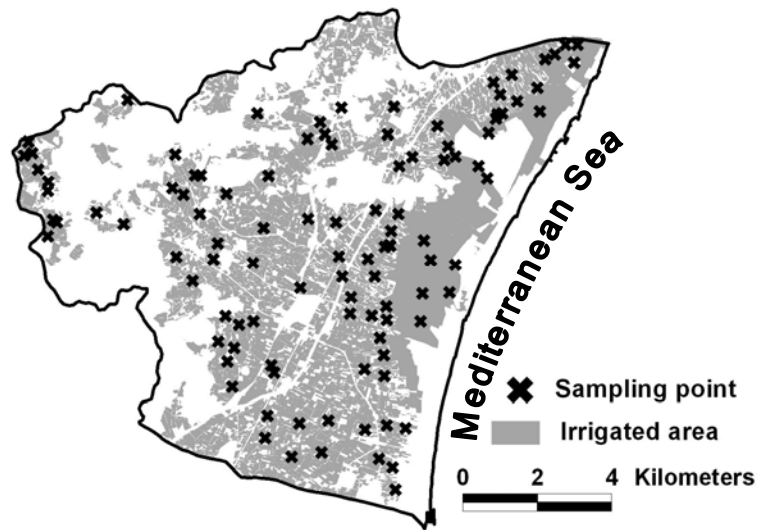 Mediterranean Sea
Sampling point
Irrigated area
0 2 4 Kilometers